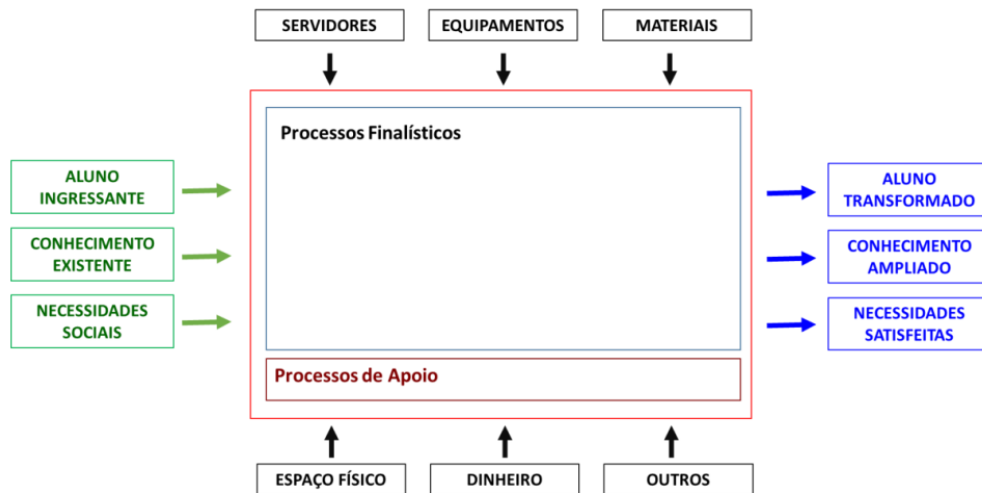 SERVIDORES
EQUIPAMENTOS
MATERIAIS
Processos Finalísticos
ALUNO
INGRESSANTE
CONHECIMENTO
EXISTENTE
NECESSIDADES
SOCIAIS
ALUNO
TRANSFORMADO
CONHECIMENTO
AMPLIADO
NECESSIDADES
SATISFEITAS
Processos de Apoio
ESPAÇO FÍSICO
DINHEIRO
OUTROS